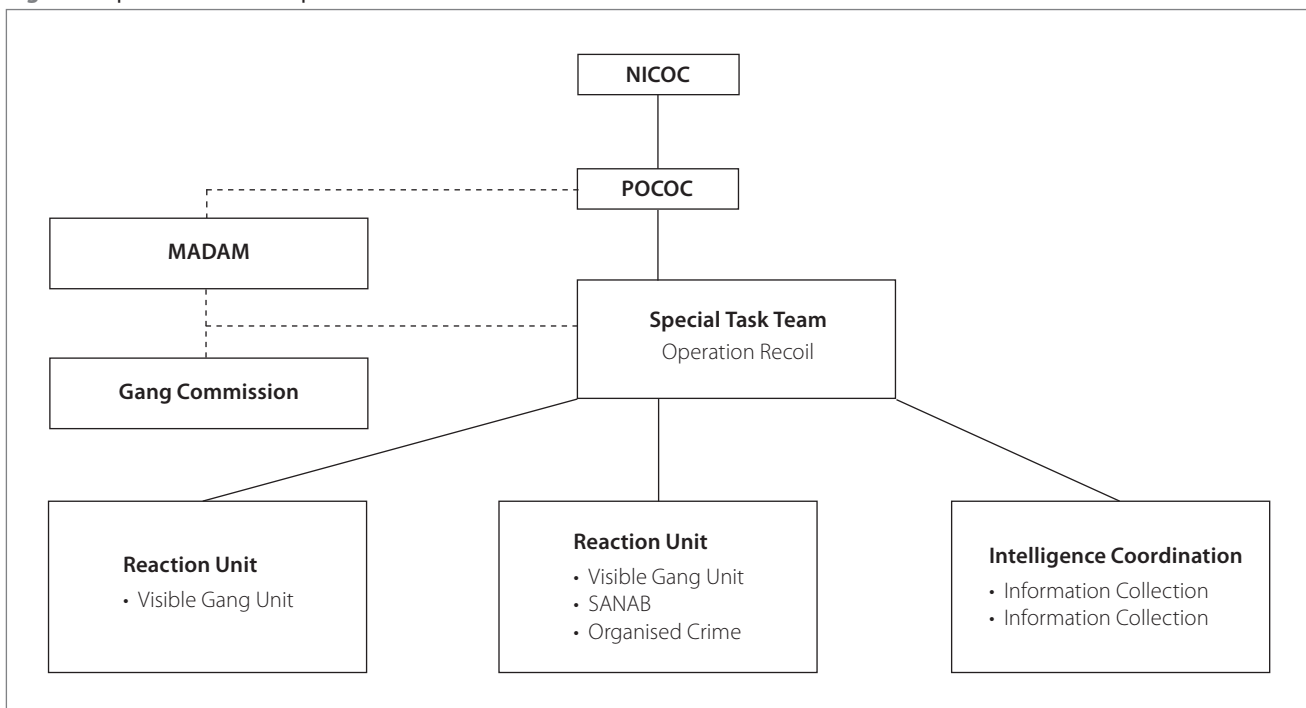 NICOC
POCOC
MADAM
Special Task Team
Operation Recoil
Gang Commission
Reaction Unit
• Visible Gang Unit
Reaction Unit
• Visible Gang Unit
• SANAB
• Organised Crime
Intelligence Coordination
• Information Collection
• Information Collection